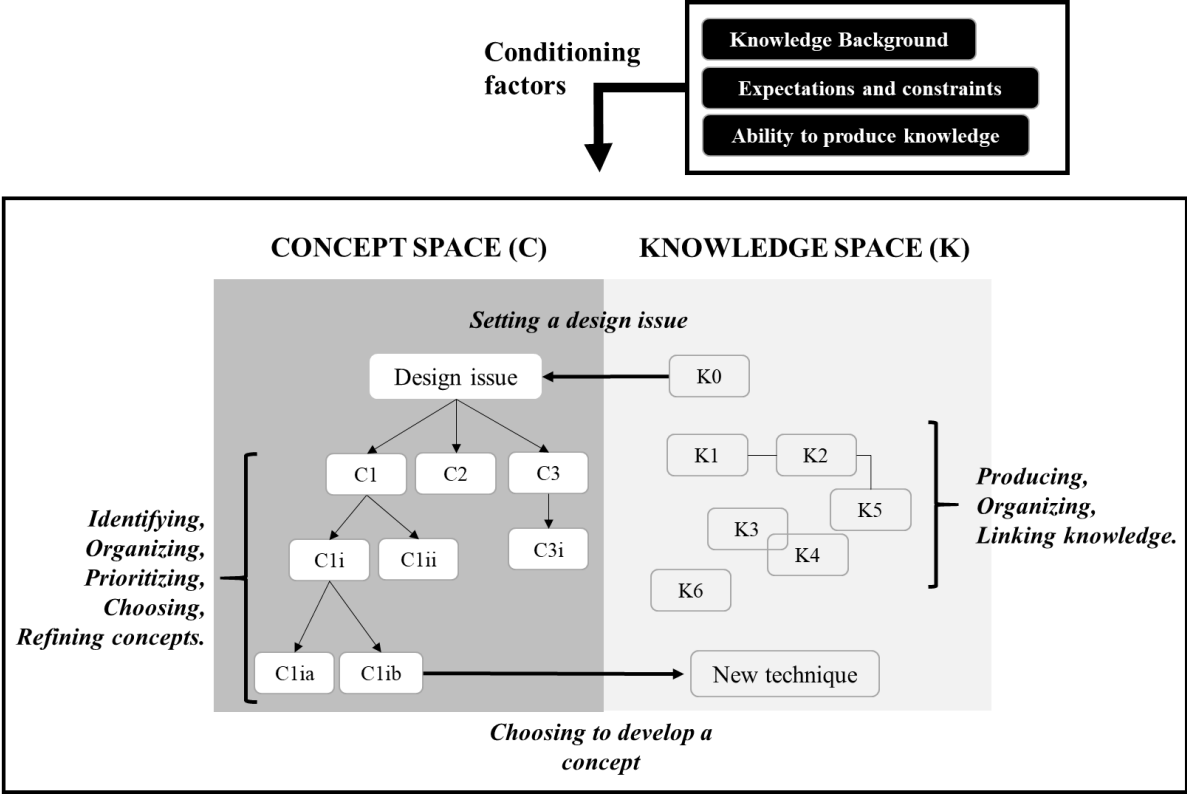 Conditioning
factors
Knowledge Background
Expectations and constraints
Ability to produce knowledge
CONCEPT SPACE (C)
KNOWLEDGE SPACE (K)
Setting a design issue
Design issue
K0
C1
C2
C3
K1
K2
K5
K3
K4
K6
C1i
C1ii
C3i
C1ia
C1ib
New technique
Identifying,
Organizing,
Prioritizing,
Choosing,
Refining concepts.
Producing,
Organizing,
Linking knowledge.
Choosing to develop a
concept